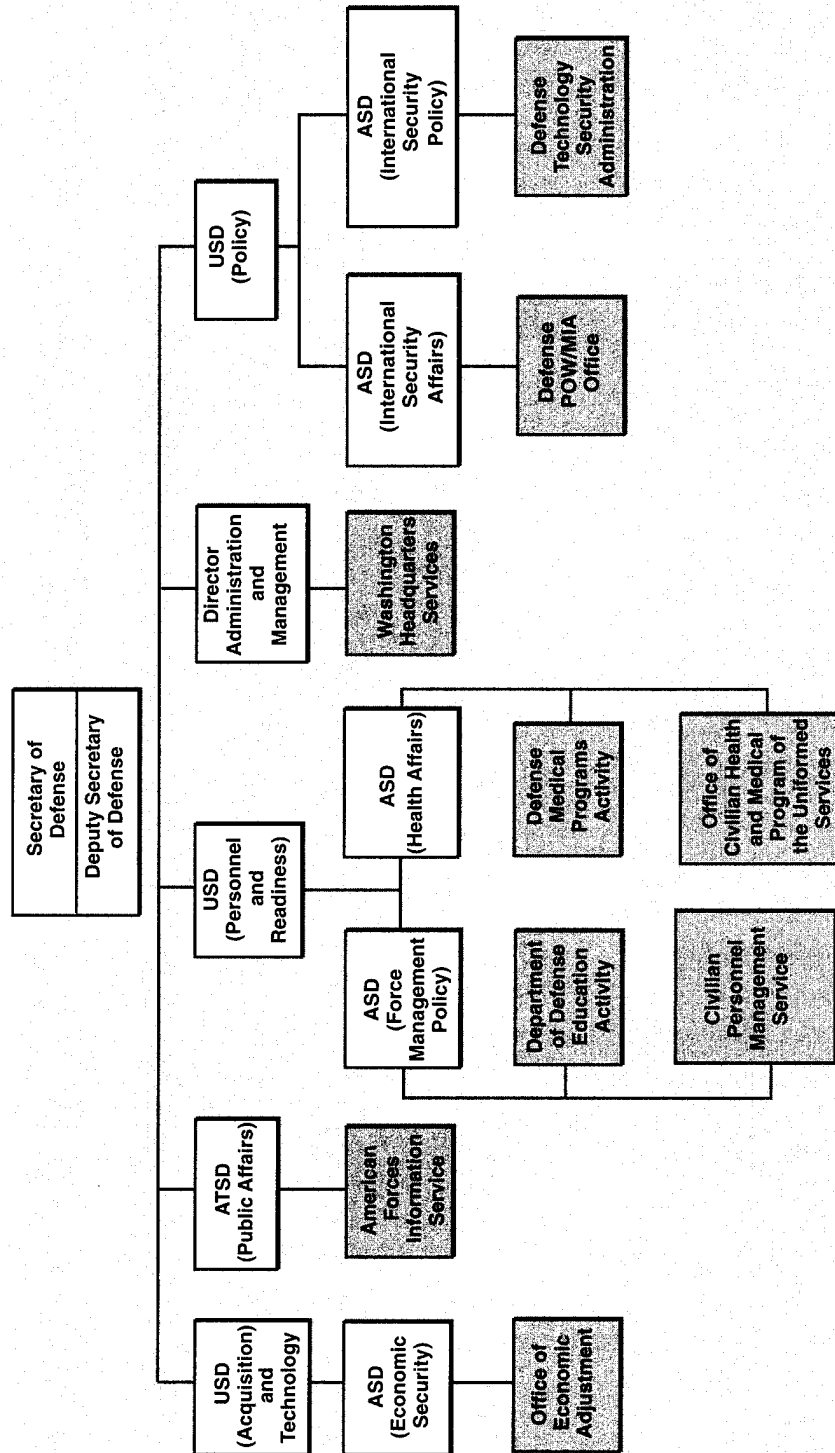 Secretary of
Defense
Deputy Secretary
of Defense
USD
(Acquisition)
and
Technology
ATSD
(Public Affairs)
USD
(Personnel
and
Readiness)
Director
Administration
and
Management
USD
(Policy)
ASD
(Economic
Security)
American
Forces
Information
Service
ASD
(Force
Management
Policy)
ASD
(Health Affairs)
Washington
Headquarters
Services
ASD
(International
Security
Affairs)
ASD
(International
Security
Policy)
Office of
Economic
Adjustment
Department
of Defense
Education
Activity
Defense
Medical
Programs
Activity
Defense
POW/MIA
Office
Defense
Technology
Security
Administration
Civilian
Personnel
Management
Service
Office of
Civilian Health
and Medical
Program of
the Uniformed
Services